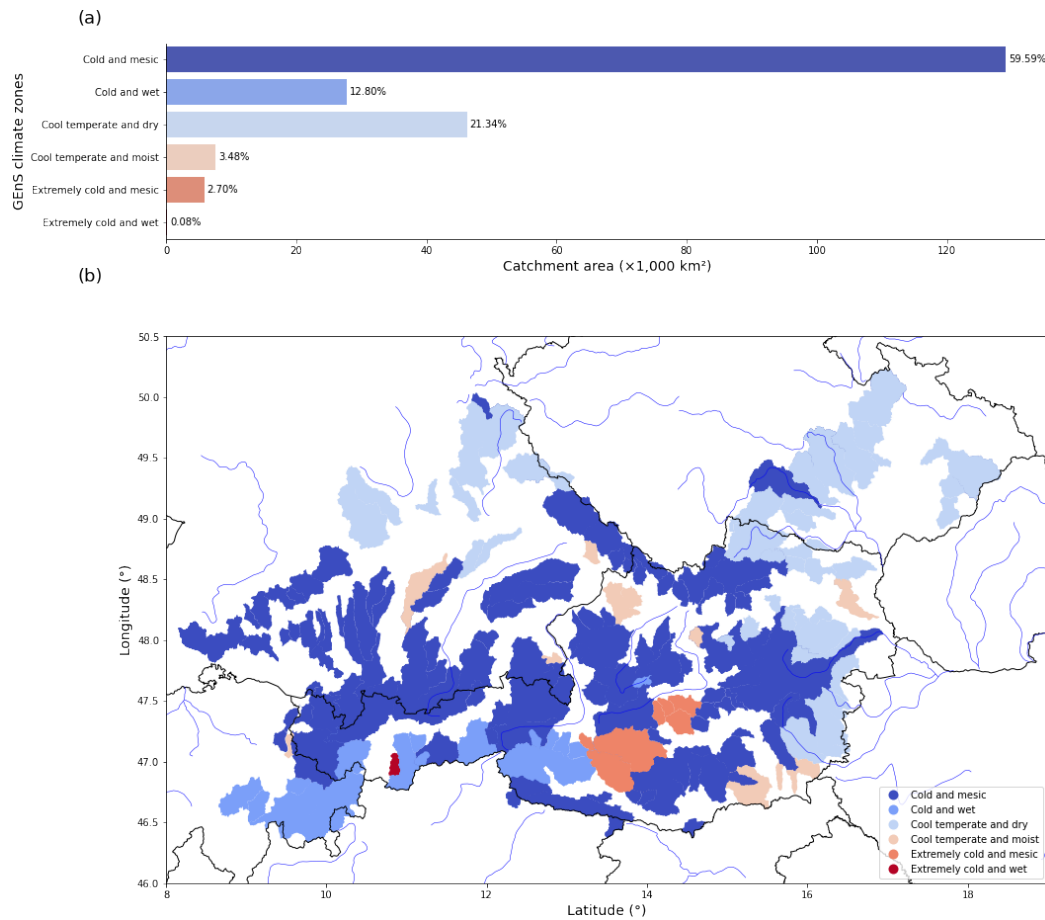 (a)
GEnS climate zones
Cold and mesic
59.59%
Cold and wet
12.80%
Cool temperate and dry
21.34%
Cool temperate and moist
3.48%
Extremely cold and mesic
2.70%
Extremely cold and wet
0.08%
0 20 40 60 80 100 120
Catchment area (×1,000 km²)
(b)
Longitude (°)
50.5
50.0
49.5
49.0
48.5
48.0
47.5
47.0
46.5
46.0
Cold and mesic
Cold and wet
Cool temperate and dry
Cool temperate and moist
Extremely cold and mesic
Extremely cold and wet
8 10 12 14 16 18
Latitude (°)